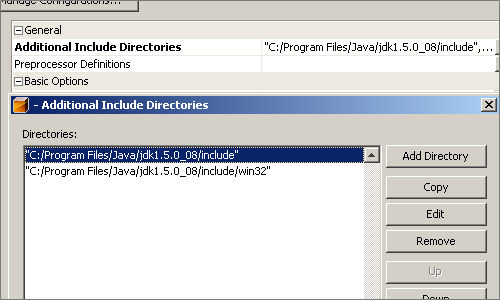 Manage Configurations...
General
Additional Include Directories "C:/Program Files/Java/jdk1.5.0_08/include",...
Preprocessor Definitions
Basic Options
- Additional Include Directories
Directories:
"C:/Program Files/Java/jdk1.5.0_08/include"
"C:/Program Files/Java/jdk1.5.0_08/include/win32"
Add Directory
Copy
Edit
Remove
Up
Down